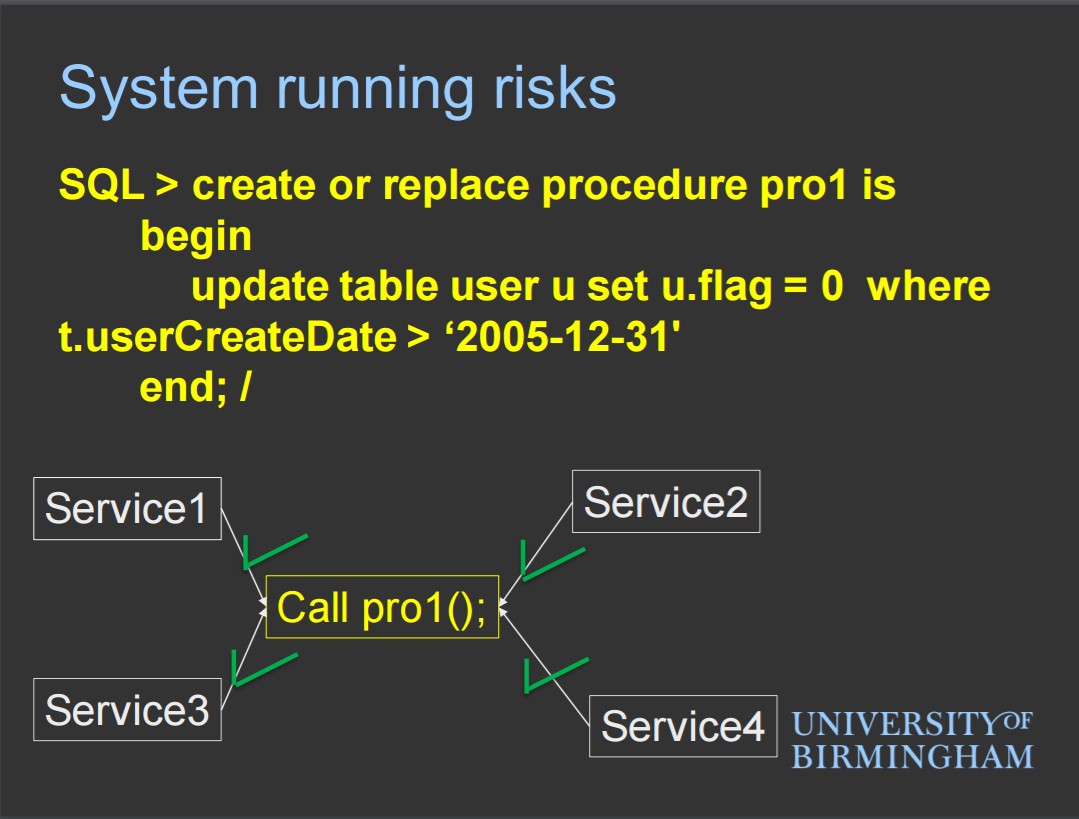 System running risks
SQL > create or replace procedure pro1 is
begin
update table user u set u.flag = 0 where
t.userCreateDate > ‘2005-12-31'
end; /
Service1
Service2
Call pro1();
Service3
Service4
UNIVERSITY OF
BIRMINGHAM